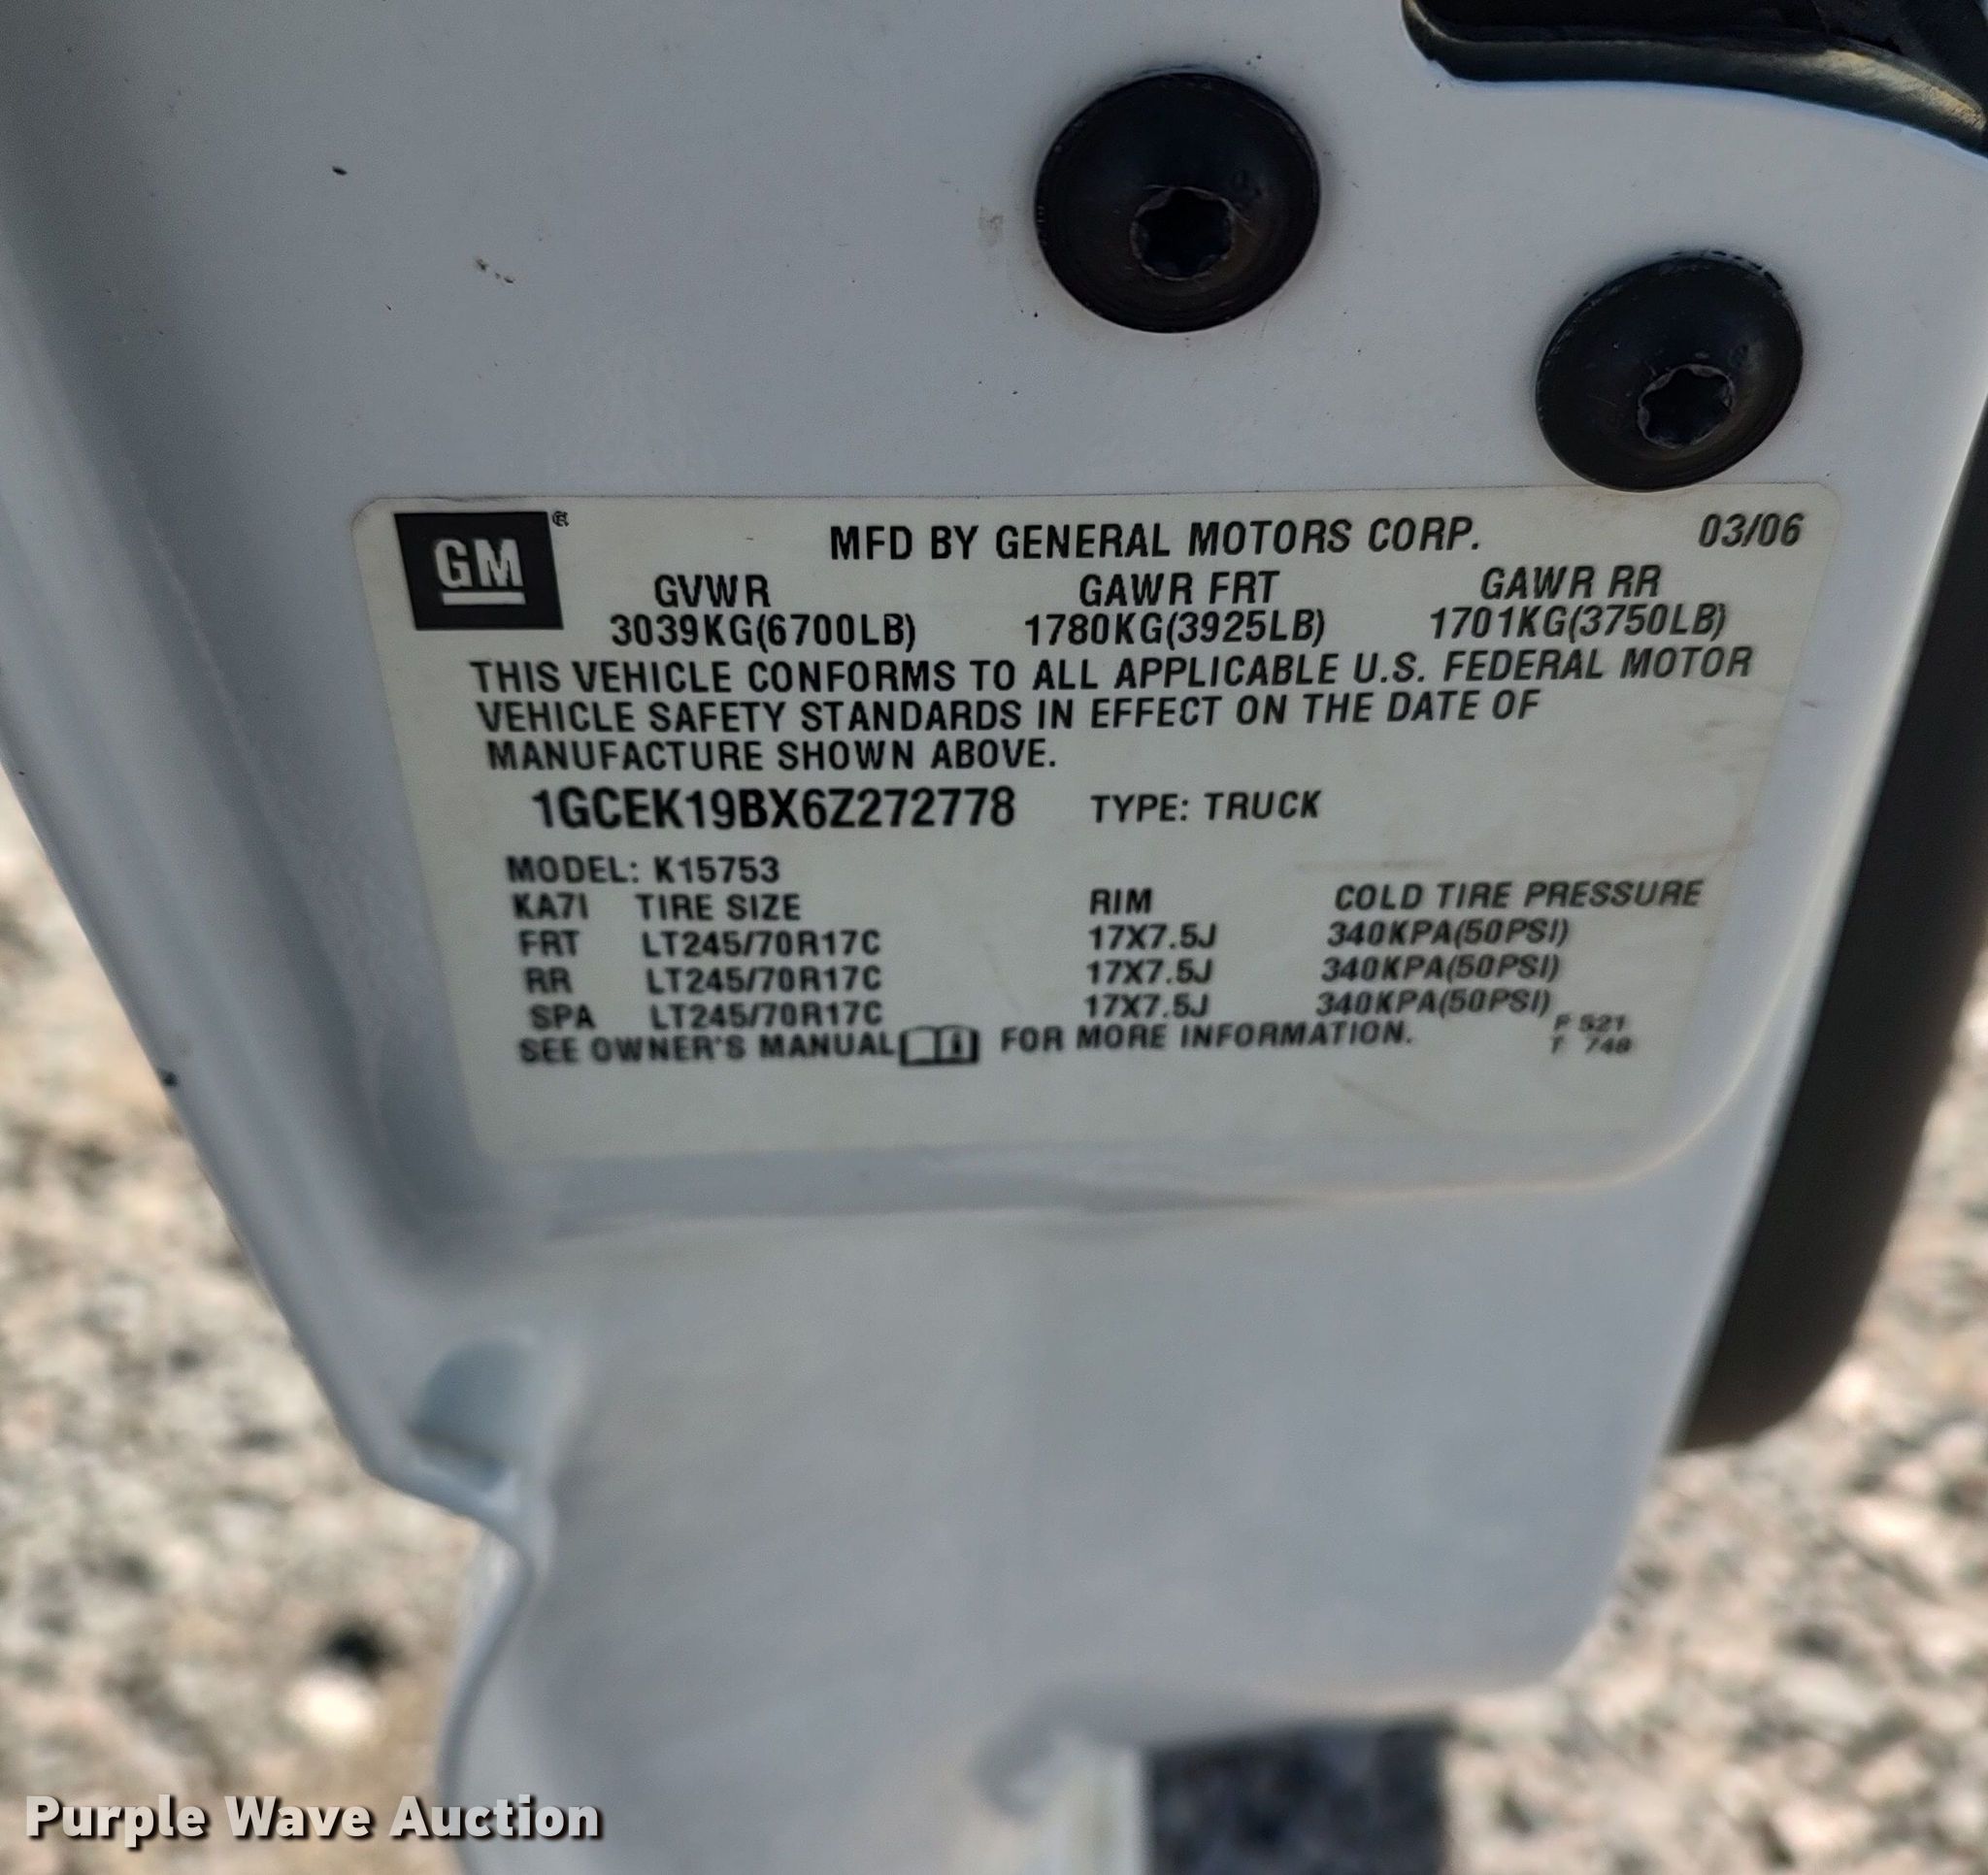 GM ®
MFD BY GENERAL MOTORS CORP. 03/06
GVWR GAWR FRT GAWR RR
3039KG(6700LB) 1780KG(3925LB) 1701KG(3750LB)
THIS VEHICLE CONFORMS TO ALL APPLICABLE U.S. FEDERAL MOTOR
VEHICLE SAFETY STANDARDS IN EFFECT ON THE DATE OF
MANUFACTURE SHOWN ABOVE.
1GCEK19BX6Z272778 TYPE: TRUCK
MODEL: K15753
KA7I TIRE SIZE RIM COLD TIRE PRESSURE
FRT LT245/70R17C 17X7.5J 340KPA(50PSI)
RR LT245/70R17C 17X7.5J 340KPA(50PSI)
SPA LT245/70R17C 17X7.5J 340KPA(50PSI)
SEE OWNER'S MANUAL FOR MORE INFORMATION.
521
Purple Wave Auction